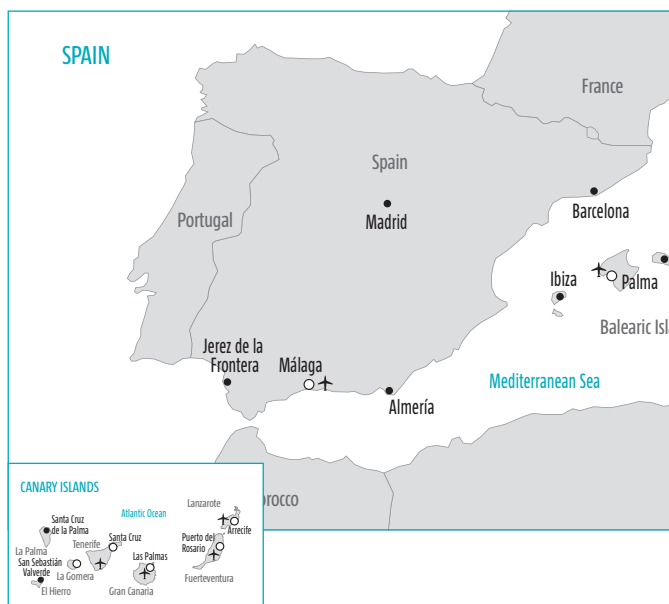 SPAIN
France
Spain
Portugal
Madrid
Barcelona
Ibiza
Palma
Balearic Isla
Jerez de la
Frontera
Málaga
Mediterranean Sea
Almería
orocco
CANARY ISLANDS
Lanzarote
Santa Cruz
de la Palma
Atlantic Ocean
Arrecife
Tenerife
Santa Cruz
Puerto del
Rosario
La Palma
San Sebastián
Las Palmas
Valverde
La Gomera
Fuerteventura
El Hierro
Gran Canaria